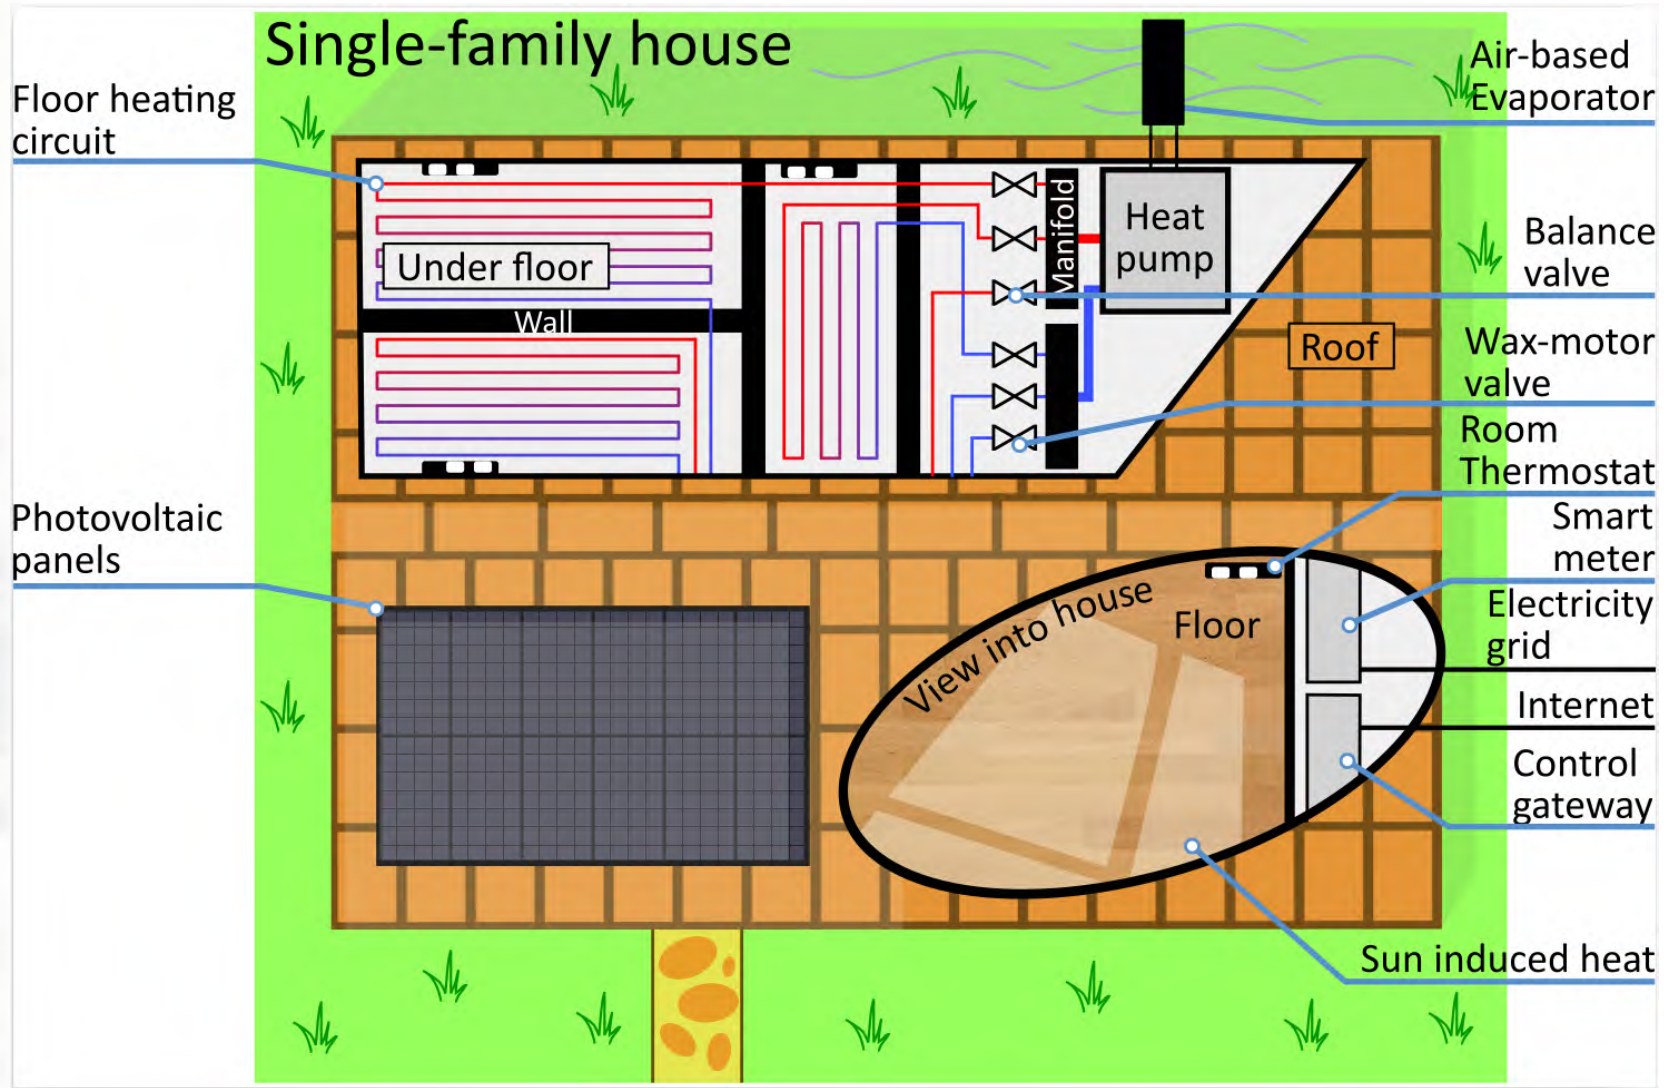 Single-family house
Floor heating
circuit
Photovoltaic
panels
Under floor
Wall
Manifold
Heat
pump
Roof
View into house
Floor
Air-based
Evaporator
Balance
valve
Wax-motor
valve
Room
Thermostat
Smart
meter
Electricity
grid
Internet
Control
gateway
Sun induced heat